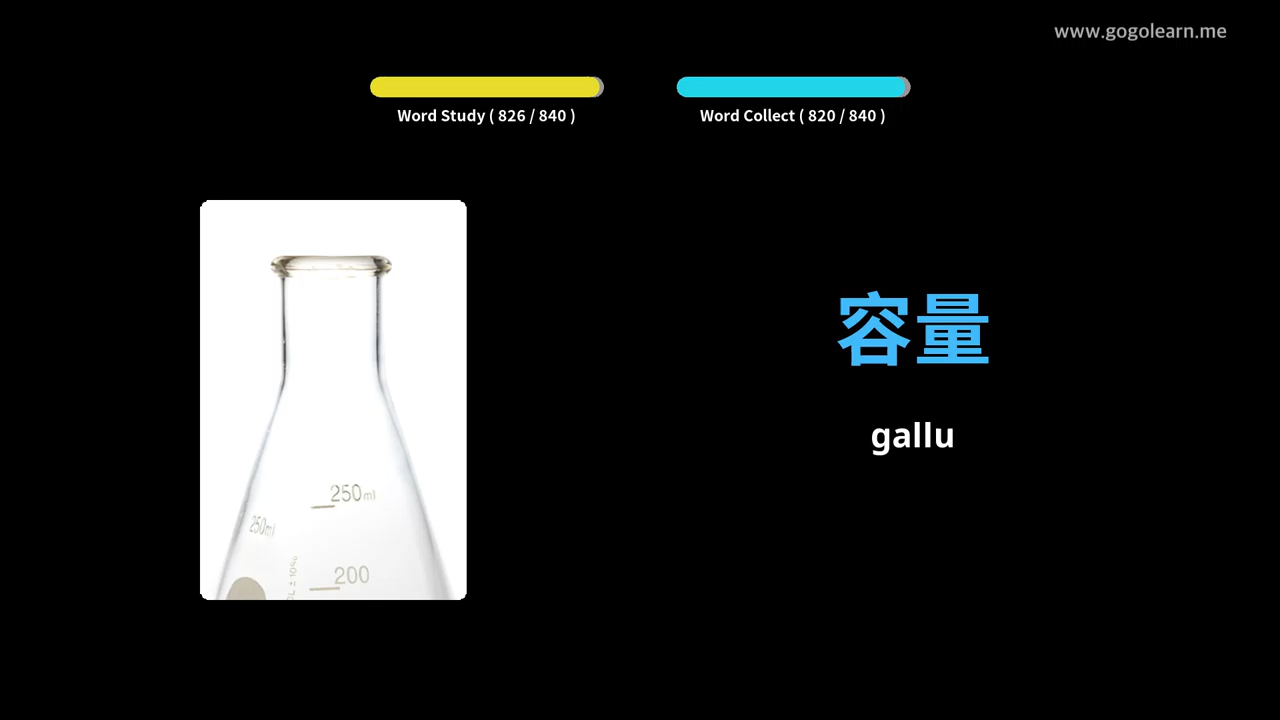 www.gogolearn.me
Word Study ( 826 / 840 )
Word Collect ( 820 / 840 )
容量
gallu
250ml
250ml
200